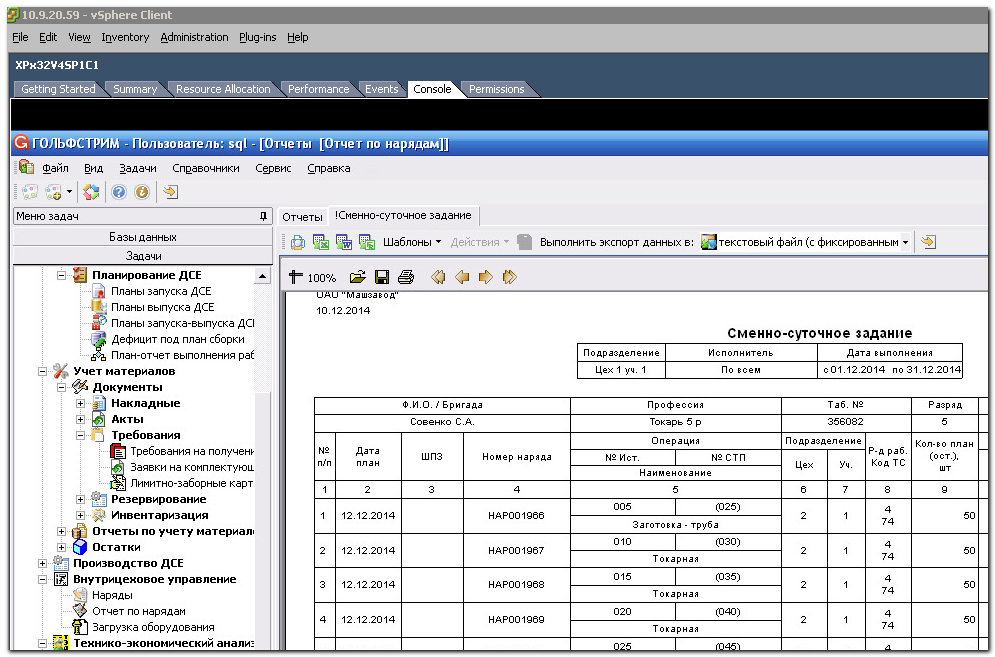 10.9.20.59 - vSphere Client
File Edit View Inventory Administration Plug-ins Help
XPx32V4SP1C1
Getting Started Summary Resource Allocation Performance Events Console Permissions
ГОЛЬФСТРИМ - Пользователь: sql - [Отчеты [Отчет по нарядам]]
Файл Вид Задачи Справочники Сервис Справка
Меню задач
Базы данных
Задачи
Планирование ДСЕ
Планы запуска ДСЕ
Планы выпуска ДСЕ
Планы запуска-выпуска ДСІ
Дефицит под план сборки
План-отчет выполнения раб
Учет материалов
Документы
Накладные
Акты
Требования
Требования на получени
Заявки на комплектующ
Лимитно-заборные карт
Резервирование
Инвентаризация
Отчеты по учету материал
Остатки
Производство ДСЕ
Внутрицеховое управление
Наряды
Отчет по нарядам
Загрузка оборудования
Технико-экономический анализ
Отчеты !Сменно-суточное задание
Шаблоны Действия Выполнить экспорт данных в: текстовый файл (с фиксированным
100%
ОАО "Машзавод"
10.12.2014
Сменно-суточное задание
Подразделение Исполнитель Дата выполнения
Цех 1 уч. 1 По всем с 01.12.2014 по 31.12.2014
Ф.И.О. / Бригада Профессия Таб. № Разряд
Совенко С.А. Токарь 5 р 356082 5
№ п/п Дата план ШПЗ Номер наряда Операция Подразделение Р-д раб. Код ТС Кол-во план (ост.), шт
№ Ист. № СТП Цех Уч.
Наименование
1 2 3 4 5 6 7 8 9
1 12.12.2014 НАР001966 005 (025) 2 1 4 74 50
Заготовка - труба
2 12.12.2014 НАР001967 010 (030) 2 1 4 74 50
Токарная
3 12.12.2014 НАР001968 015 (035) 2 1 4 74 50
Токарная
4 12.12.2014 НАР001969 020 (040) 2 1 4 74 50
Токарная
025 (045) 4